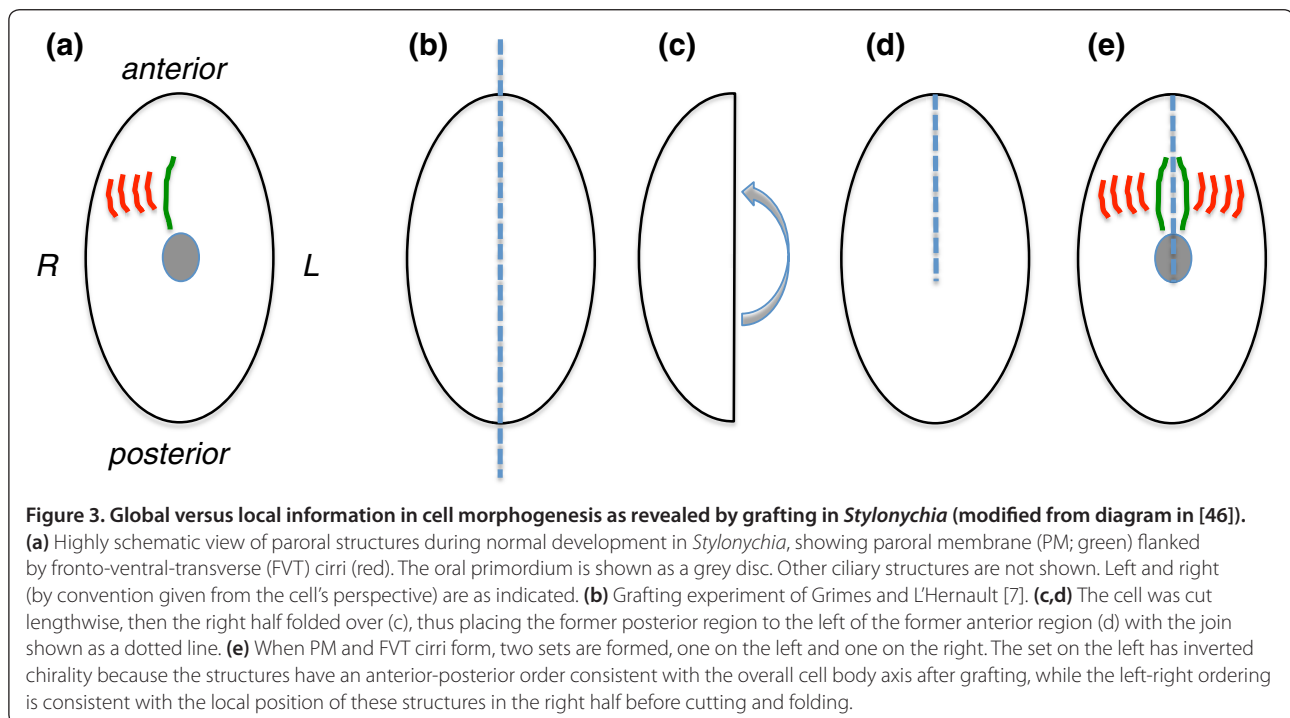 (a) (b) (c) (d) (e)
anterior
R L
posterior
Figure 3. Global versus local information in cell morphogenesis as revealed by grafting in Stylonychia (modified from diagram in [46]).
(a) Highly schematic view of paroral structures during normal development in Stylonychia, showing paroral membrane (PM; green) flanked
by fronto-ventral-transverse (FVT) cirri (red). The oral primordium is shown as a grey disc. Other ciliary structures are not shown. Left and right
(by convention given from the cell's perspective) are as indicated. (b) Grafting experiment of Grimes and L'Hernault [7]. (c,d) The cell was cut
lengthwise, then the right half folded over (c), thus placing the former posterior region to the left of the former anterior region (d) with the join
shown as a dotted line. (e) When PM and FVT cirri form, two sets are formed, one on the left and one on the right. The set on the left has inverted
chirality because the structures have an anterior-posterior order consistent with the overall cell body axis after grafting, while the left-right ordering
is consistent with the local position of these structures in the right half before cutting and folding.